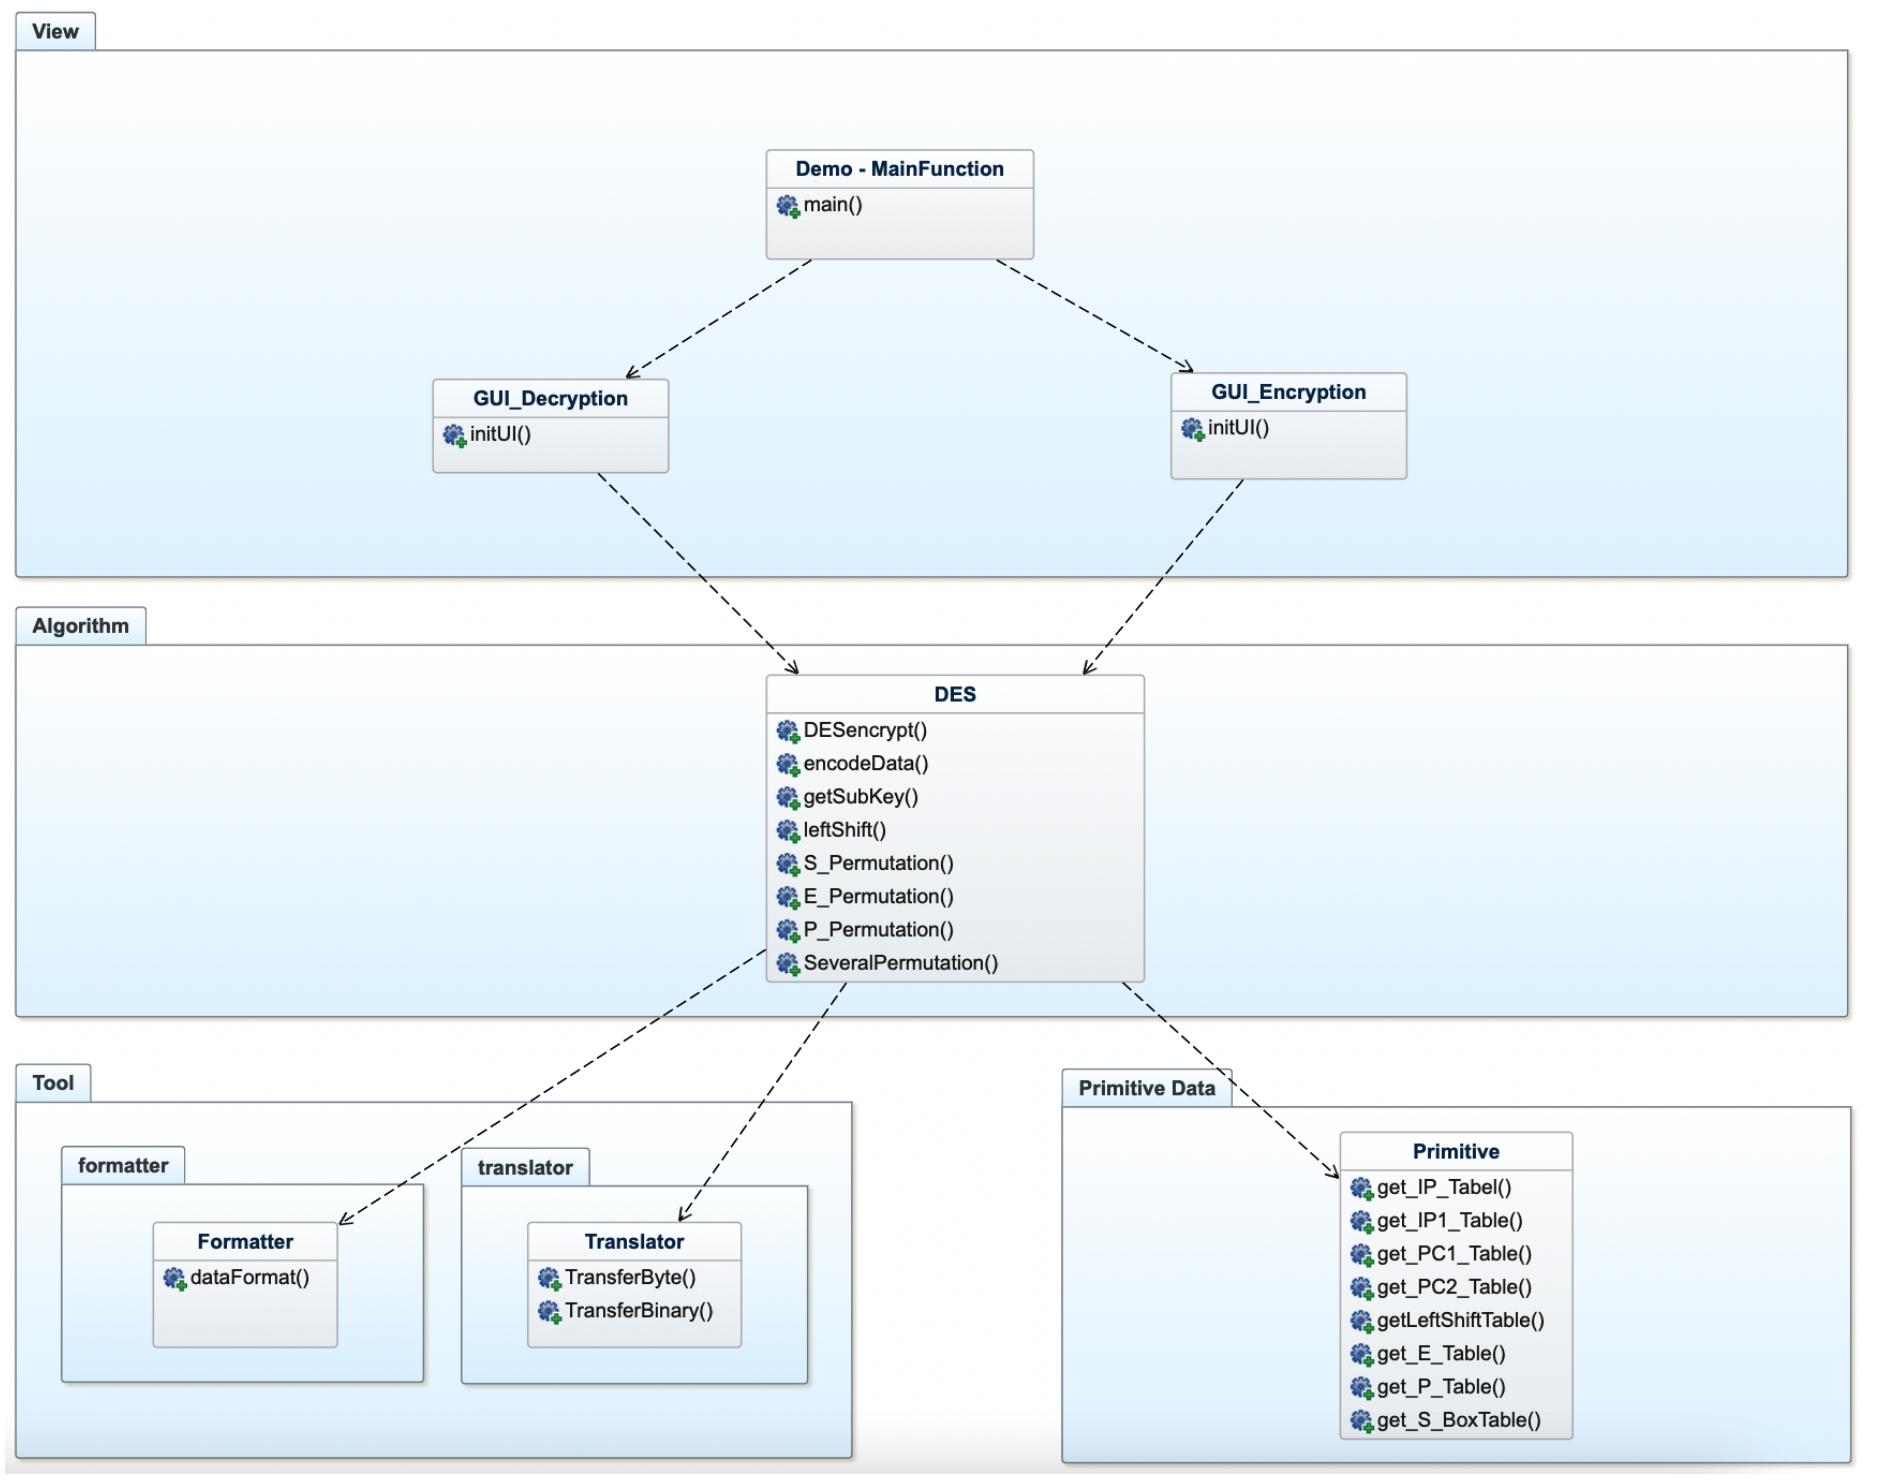 View
Demo - MainFunction
main()
GUI_Decryption
initUI()
GUI_Encryption
initUI()
Algorithm
DES
DESencrypt()
encodeData()
getSubKey()
leftShift()
S_Permutation()
E_Permutation()
P_Permutation()
SeveralPermutation()
Tool
formatter
Formatter
dataFormat()
translator
Translator
TransferByte()
TransferBinary()
Primitive Data
Primitive
get_IP_Tabel()
get_IP1_Table()
get_PC1_Table()
get_PC2_Table()
getLeftShiftTable()
get_E_Table()
get_P_Table()
get_S_BoxTable()